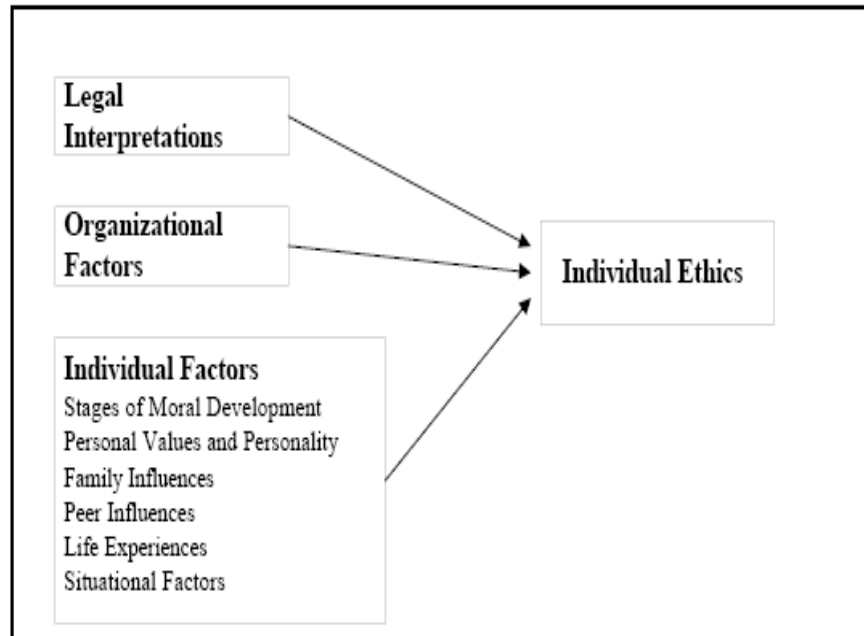 Legal
Interpretations
Organizational
Factors
Individual Ethics
Individual Factors
Stages of Moral Development
Personal Values and Personality
Family Influences
Peer Influences
Life Experiences
Situational Factors